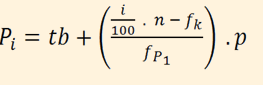 P_i = tb + ( ( i/100 . n − f_k ) / f_{P_1} ) . p